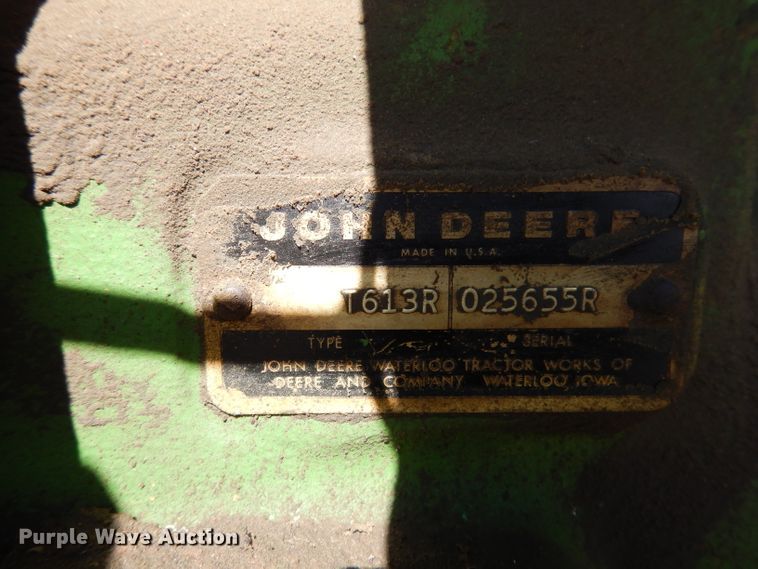 JOHN DEERE
MADE IN U.S.A.
T613R 025655R
TYPE SERIAL
JOHN DEERE WATERLOO TRACTOR WORKS OF
DEERE AND COMPANY WATERLOO, IOWA
Purple Wave Auction